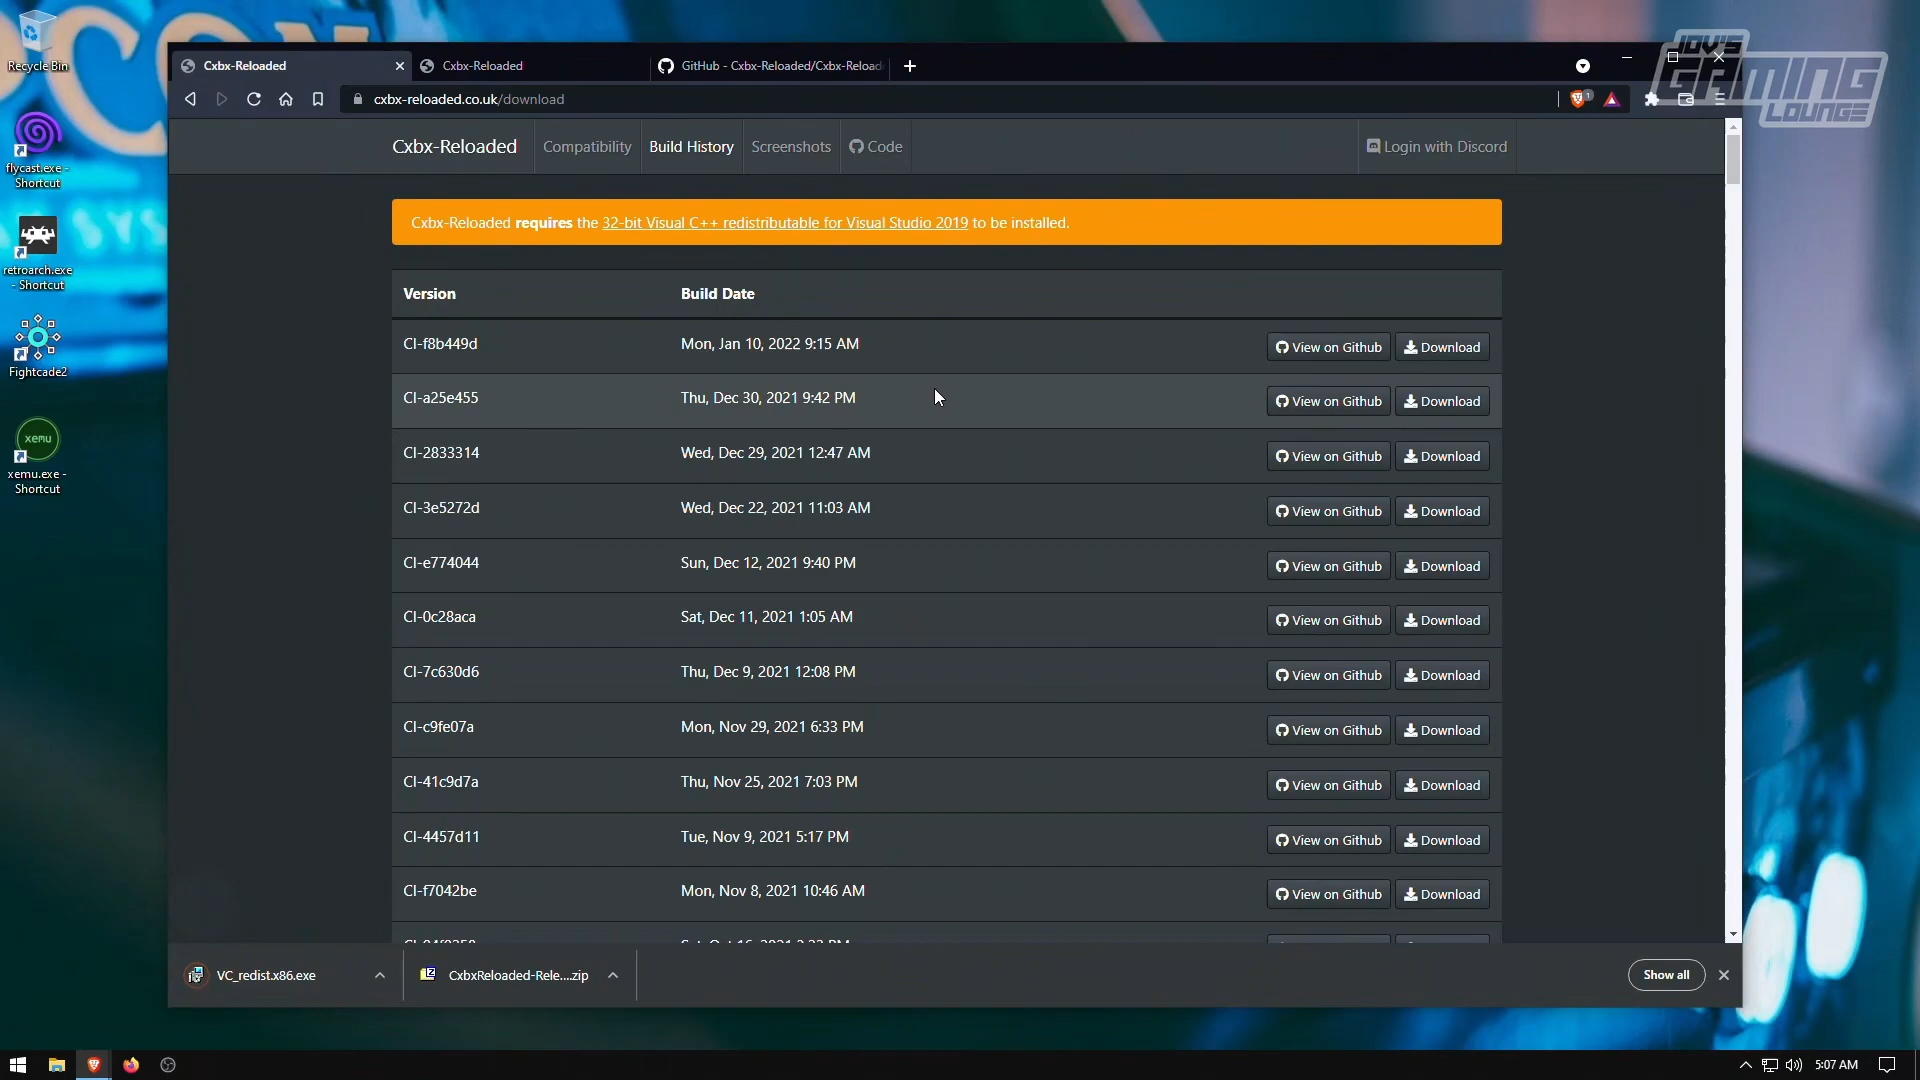 JOV'S
GAMING
LOUNGE
Recycle Bin
flycast.exe -
Shortcut
retroarch.exe
- Shortcut
Fightcade2
xemu
xemu.exe -
Shortcut
Cxbx-Reloaded
Cxbx-Reloaded
GitHub - Cxbx-Reloaded/Cxbx-Reload
cxbx-reloaded.co.uk/download
1
Cxbx-Reloaded Compatibility Build History Screenshots Code Login with Discord
Cxbx-Reloaded requires the 32-bit Visual C++ redistributable for Visual Studio 2019 to be installed.
Version Build Date
CI-f8b449d Mon, Jan 10, 2022 9:15 AM View on Github Download
CI-a25e455 Thu, Dec 30, 2021 9:42 PM View on Github Download
CI-2833314 Wed, Dec 29, 2021 12:47 AM View on Github Download
CI-3e5272d Wed, Dec 22, 2021 11:03 AM View on Github Download
CI-e774044 Sun, Dec 12, 2021 9:40 PM View on Github Download
CI-0c28aca Sat, Dec 11, 2021 1:05 AM View on Github Download
CI-7c630d6 Thu, Dec 9, 2021 12:08 PM View on Github Download
CI-c9fe07a Mon, Nov 29, 2021 6:33 PM View on Github Download
CI-41c9d7a Thu, Nov 25, 2021 7:03 PM View on Github Download
CI-4457d11 Tue, Nov 9, 2021 5:17 PM View on Github Download
CI-f7042be Mon, Nov 8, 2021 10:46 AM View on Github Download
VC_redist.x86.exe
CxbxReloaded-Rele....zip
Show all
5:07 AM